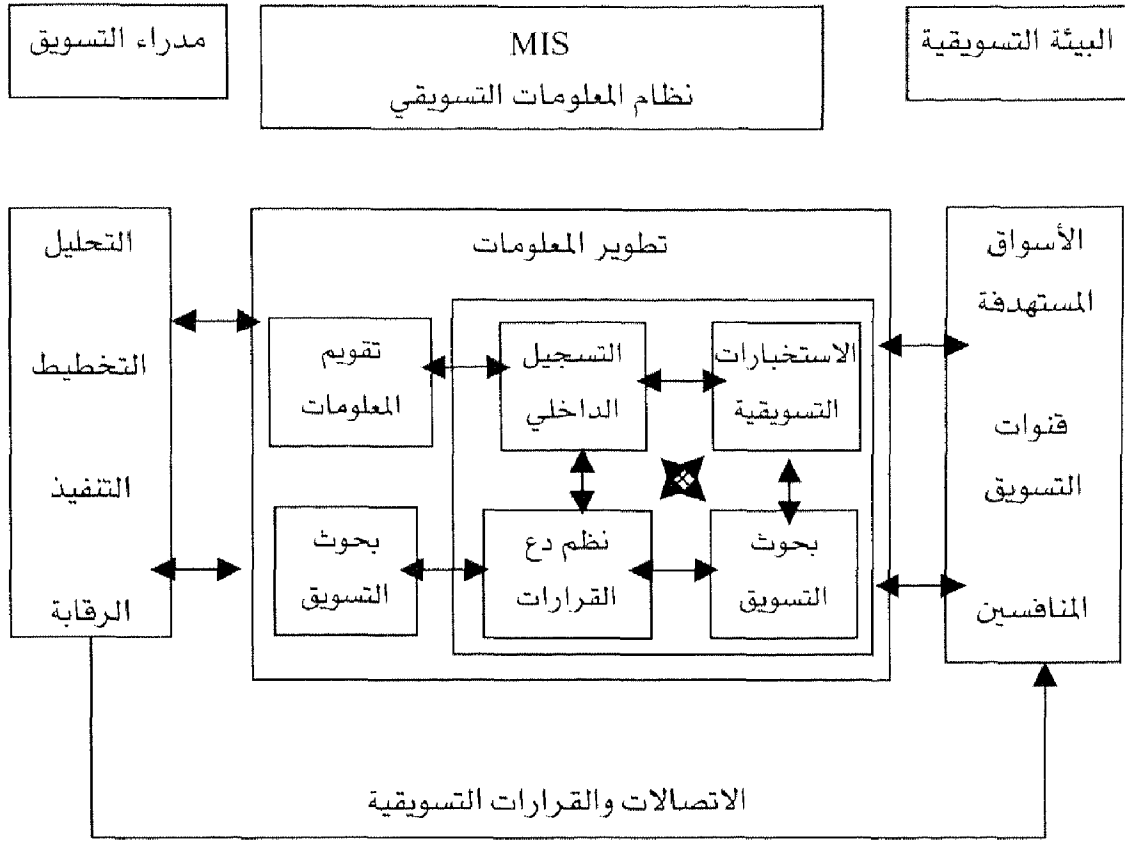 البيئة التسويقية
MIS
نظام المعلومات التسويقي
مدراء التسويق
الأسواق
المستهدفة
قنوات
التسويق
المنافسين
تطوير المعلومات
الاستخبارات
التسويقية
التسجيل
الداخلي
تقويم
المعلومات
بحوث
التسويق
نظم دع
القرارات
بحوث
التسويق
التحليل
التخطيط
التنفيذ
الرقابة
الاتصالات والقرارات التسويقية